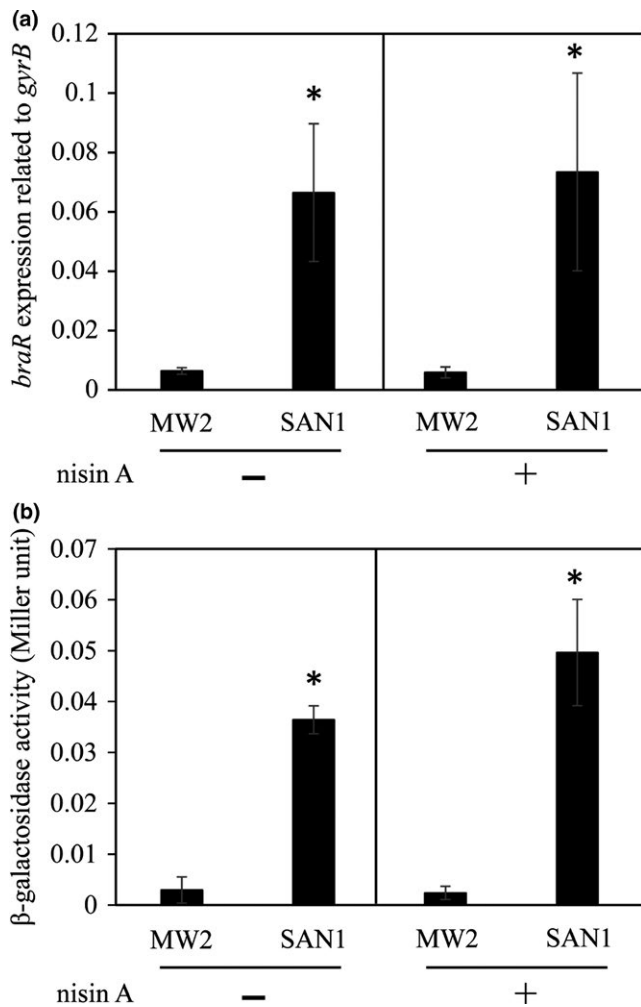 (a)
braR expression related to gyrB
0.12
*
*
0.1
0.08
0.06
0.04
0.02
0
MW2 SAN1 MW2 SAN1
nisin A − +
(b)
β-galactosidase activity (Miller unit)
0.07
*
0.06
0.05
*
0.04
0.03
0.02
0.01
0
MW2 SAN1 MW2 SAN1
nisin A − +